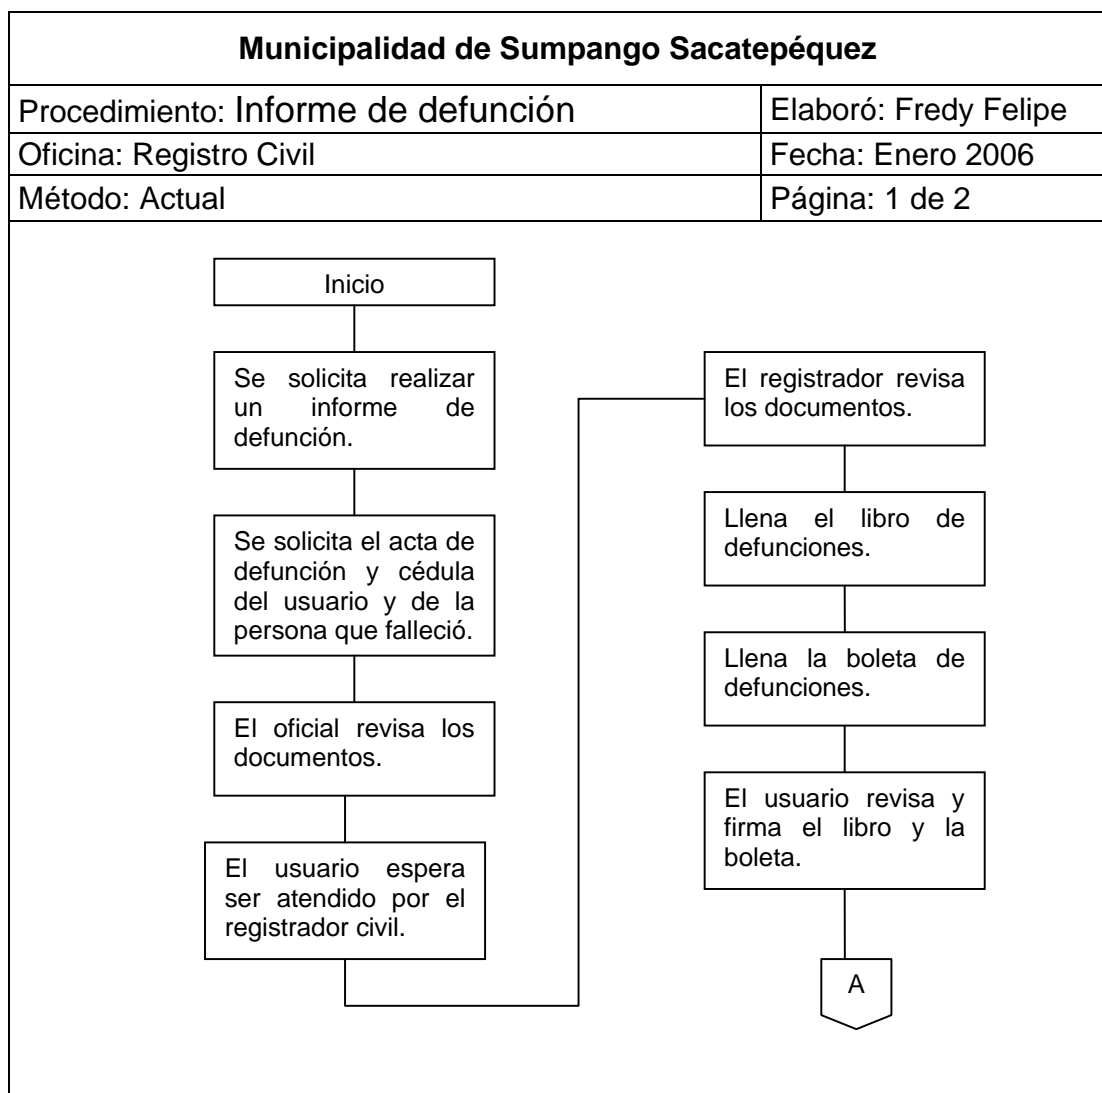 Municipalidad de Sumpango Sacatepéquez
Procedimiento: Informe de defunción
Elaboró: Fredy Felipe
Oficina: Registro Civil
Fecha: Enero 2006
Método: Actual
Página: 1 de 2
Inicio
Se solicita realizar
un informe de
defunción.
Se solicita el acta de
defunción y cédula
del usuario y de la
persona que falleció.
El oficial revisa los
documentos.
El usuario espera
ser atendido por el
registrador civil.
El registrador revisa
los documentos.
Llena el libro de
defunciones.
Llena la boleta de
defunciones.
El usuario revisa y
firma el libro y la
boleta.
A